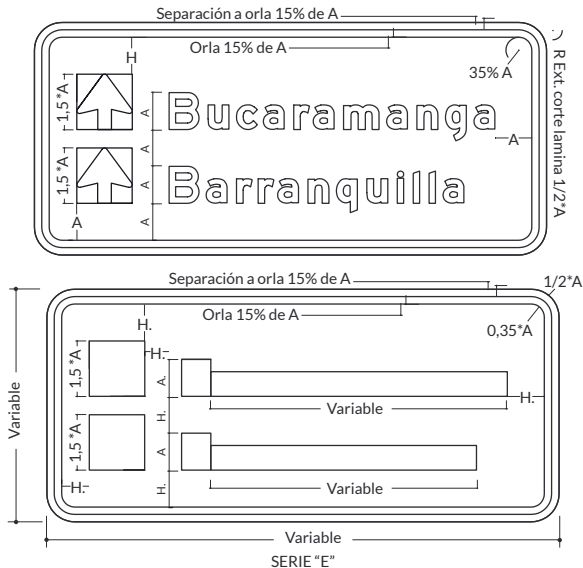 Separación a orla 15% de A
Orla 15% de A
H
35% A
R Ext. corte lamina 1/2*A
1,5 *A
A
Bucaramanga
A
A
1,5 *A
A
Barranquilla
A
A
Separación a orla 15% de A
1/2*A
Orla 15% de A
0,35*A
H.
H.
1,5 *A
A.
H.
Variable
H.
Variable
1,5 *A
A
H.
H.
Variable
Variable
SERIE “E”